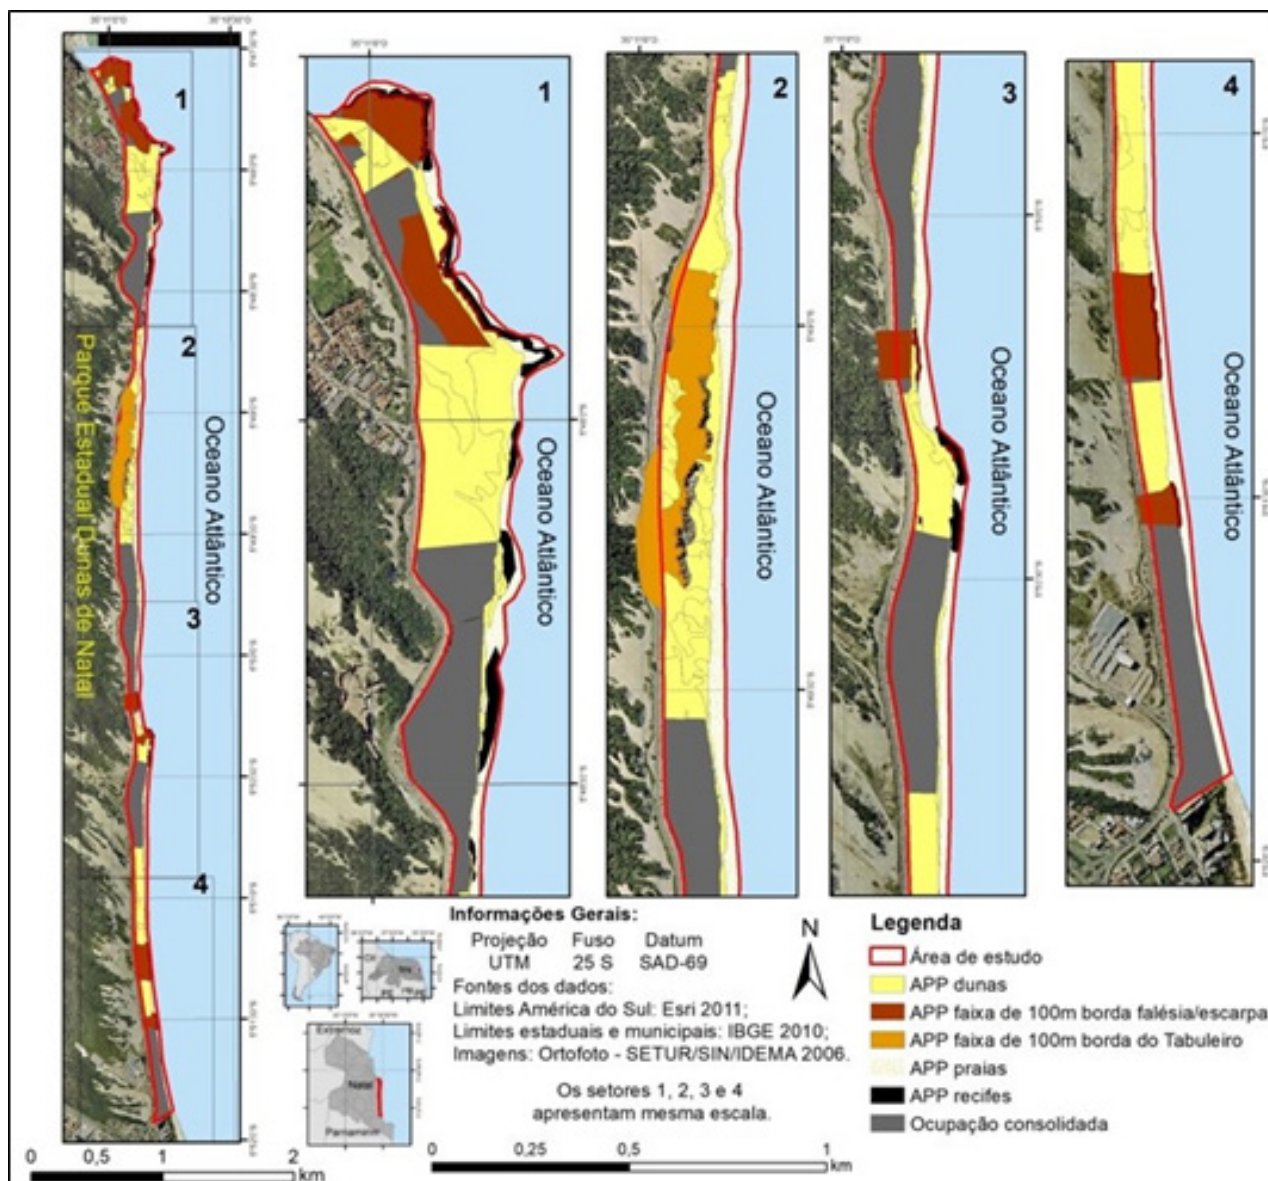 1
2
3
4
Parque Estadual Dunas de Natal
Oceano Atlântico
1
Oceano Atlântico
2
Oceano Atlântico
3
Oceano Atlântico
4
Oceano Atlântico
Informações Gerais:
Projeção Fuso Datum
UTM 25 S SAD-69
Fontes dos dados:
Limites América do Sul: Esri 2011;
Limites estaduais e municipais: IBGE 2010;
Imagens: Ortofoto - SETUR/SIN/IDEMA 2006.
Os setores 1, 2, 3 e 4
apresentam mesma escala.
N
Legenda
Área de estudo
APP dunas
APP faixa de 100m borda falésia/escarpa
APP faixa de 100m borda do Tabuleiro
APP praias
APP recifes
Ocupação consolidada
Extremoz
Natal
0 0,5 1 2
km
0 0,25 0,5 1
km